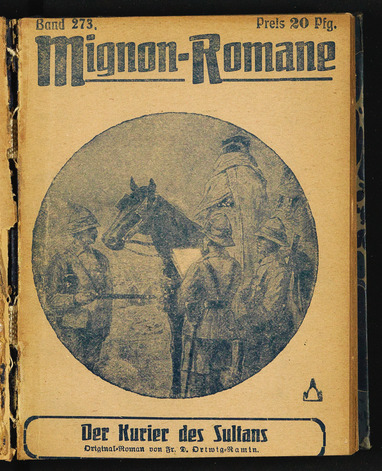 Band 273.
Preis 20 Pfg.
Mignon-Romane
Der Kurier des Sultans
Original-Roman von Fr. D. Ortwig-Ramin.